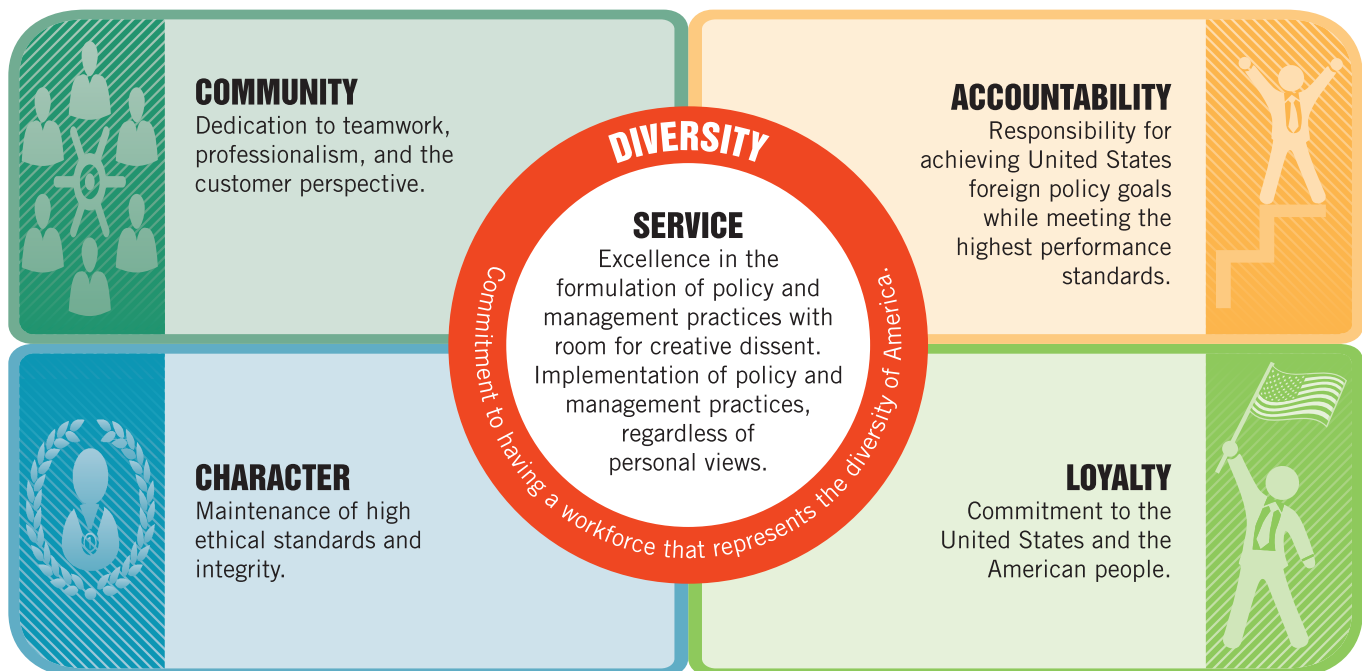 COMMUNITY
Dedication to teamwork,
professionalism, and the
customer perspective.
ACCOUNTABILITY
Responsibility for
achieving United States
foreign policy goals
while meeting the
highest performance
standards.
DIVERSITY
Commitment to having a workforce that represents the diversity of America.
SERVICE
Excellence in the
formulation of policy and
management practices with
room for creative dissent.
Implementation of policy and
management practices,
regardless of
personal views.
CHARACTER
Maintenance of high
ethical standards and
integrity.
LOYALTY
Commitment to the
United States and the
American people.